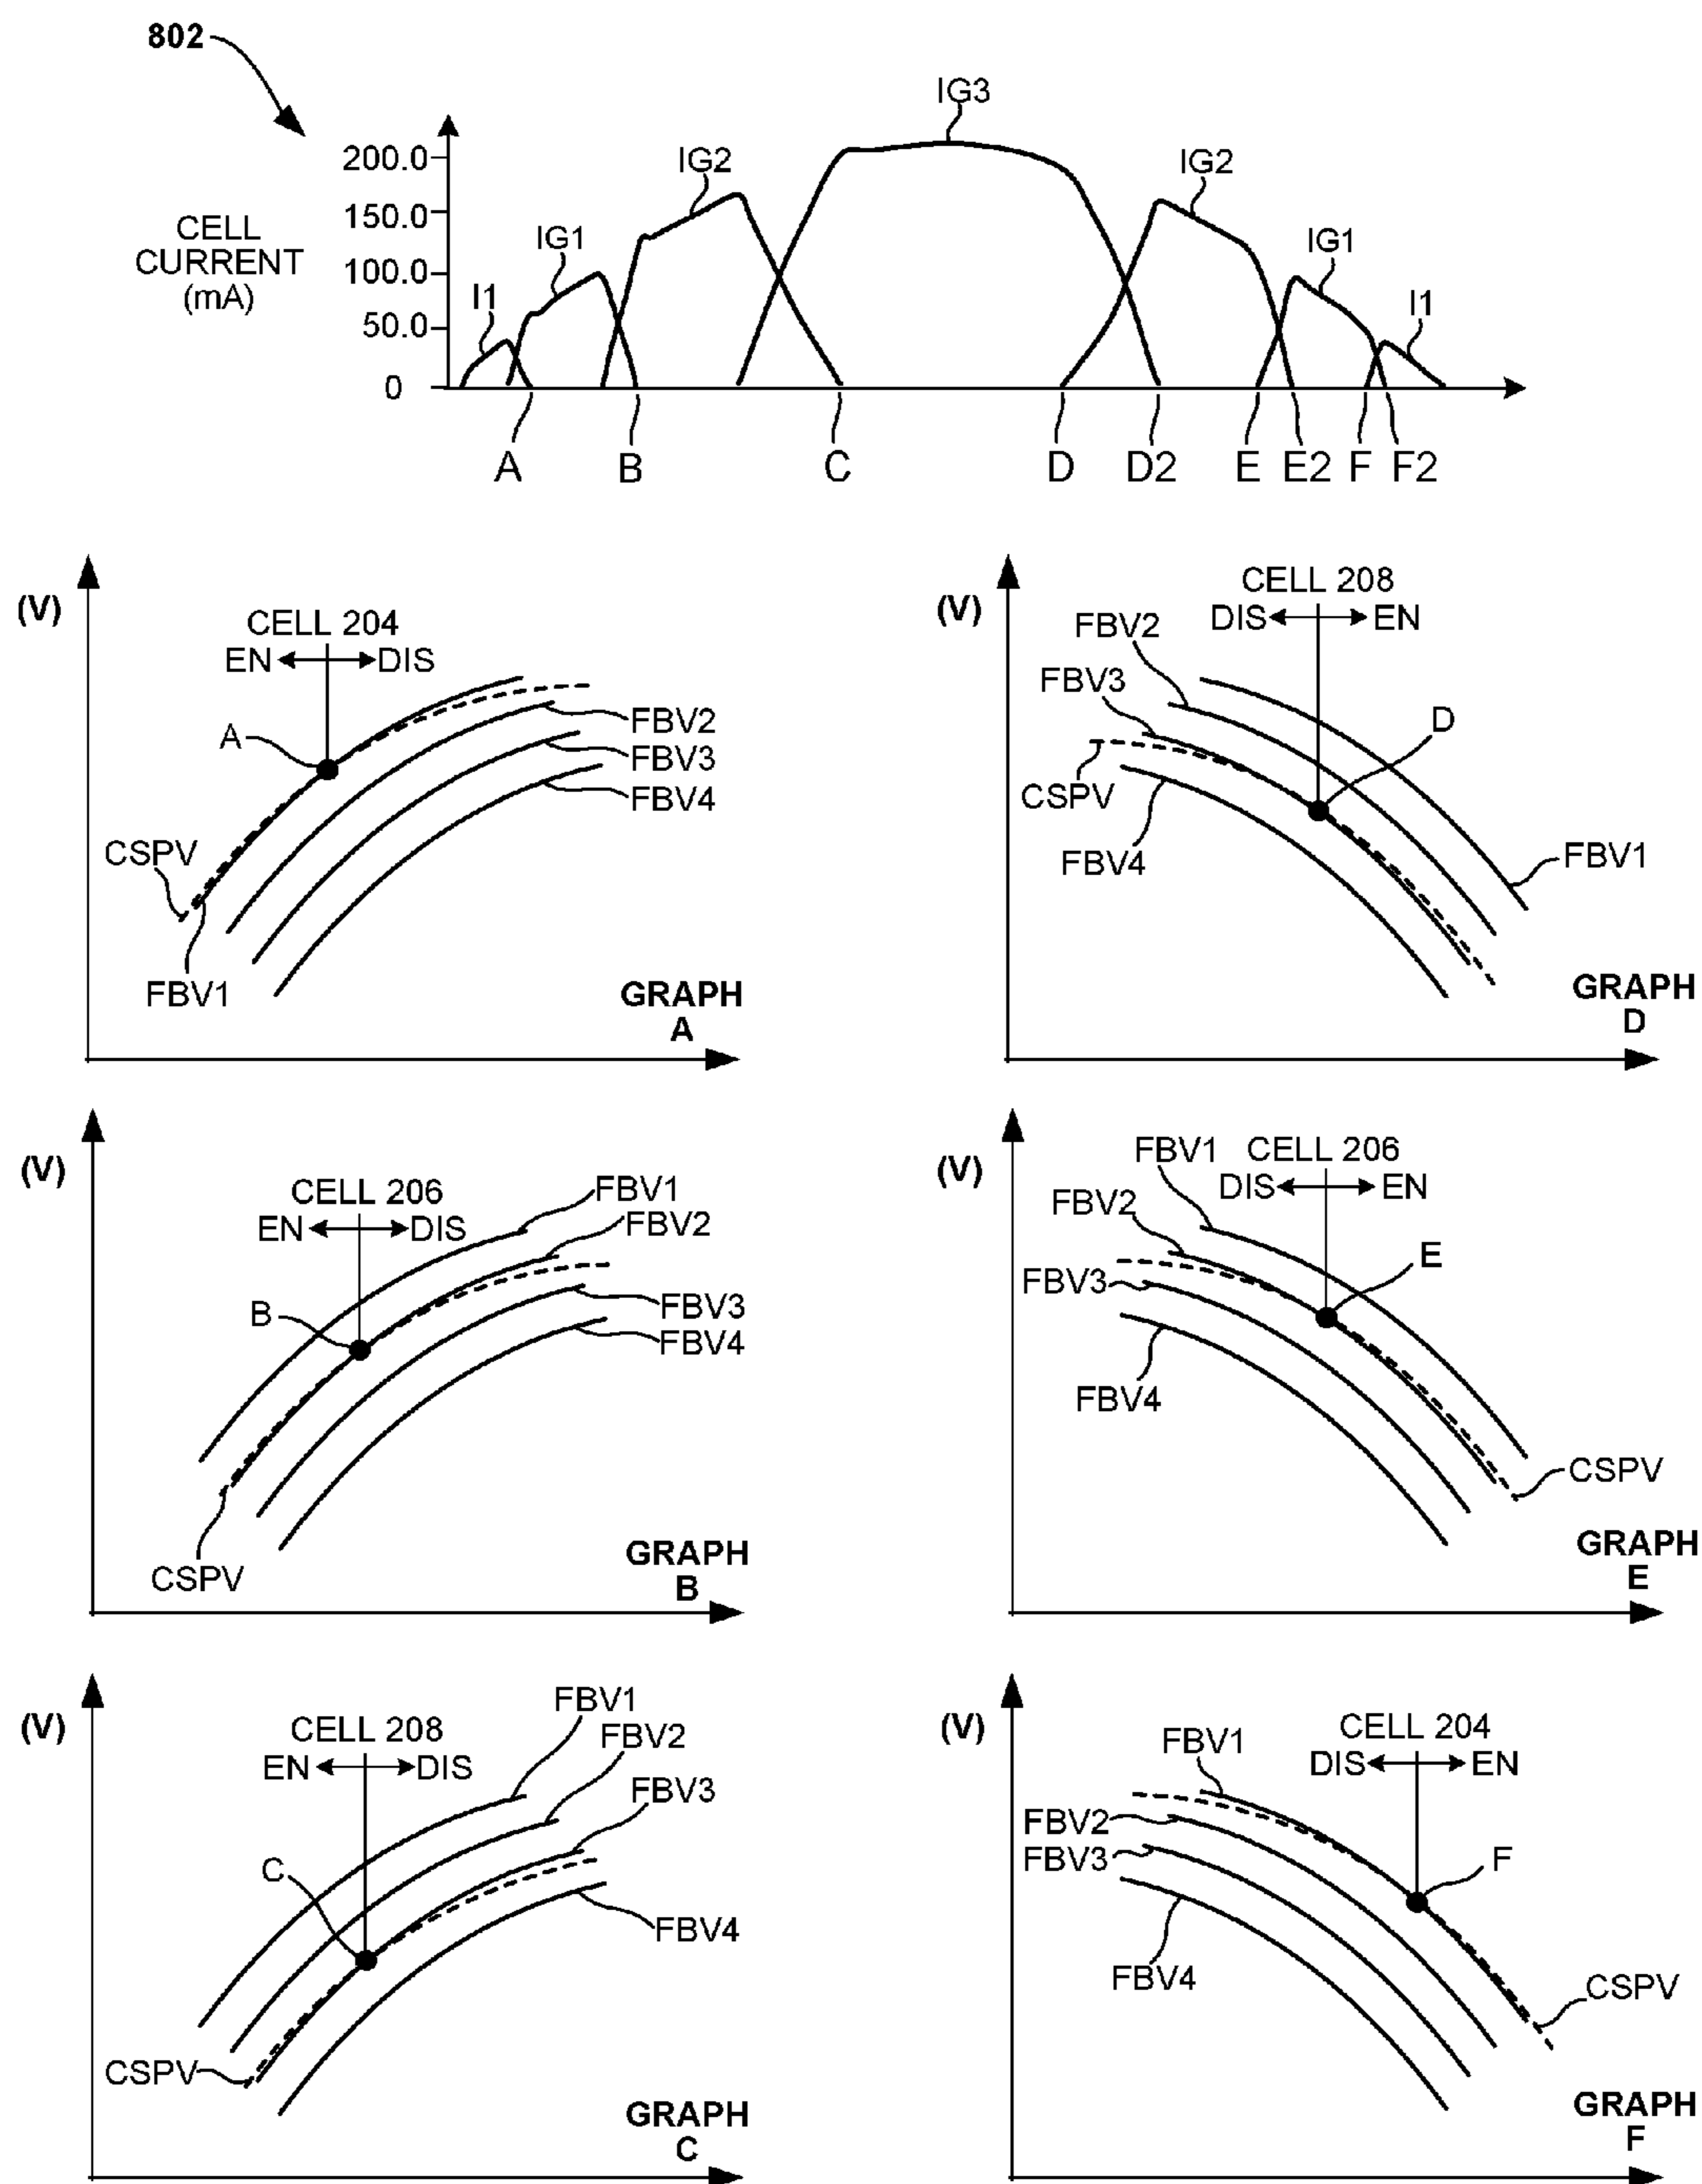 802
IG3
200.0
IG2
IG2
150.0
CELL
CURRENT
(mA)
IG1
IG1
100.0
I1
I1
50.0
0
A
B
C
D
D2
E
E2
F
F2
(V)
CELL 204
EN
DIS
A
FBV2
FBV3
FBV4
CSPV
FBV1
GRAPH
A
(V)
CELL 208
DIS
EN
FBV2
FBV3
D
CSPV
FBV4
FBV1
GRAPH
D
(V)
CELL 206
EN
DIS
FBV1
FBV2
B
FBV3
FBV4
CSPV
GRAPH
B
(V)
FBV1
CELL 206
DIS
EN
FBV2
E
FBV3
FBV4
CSPV
GRAPH
E
(V)
CELL 208
EN
DIS
FBV1
FBV2
FBV3
C
FBV4
CSPV
GRAPH
C
(V)
CELL 204
FBV1
DIS
EN
FBV2
FBV3
F
FBV4
CSPV
GRAPH
F